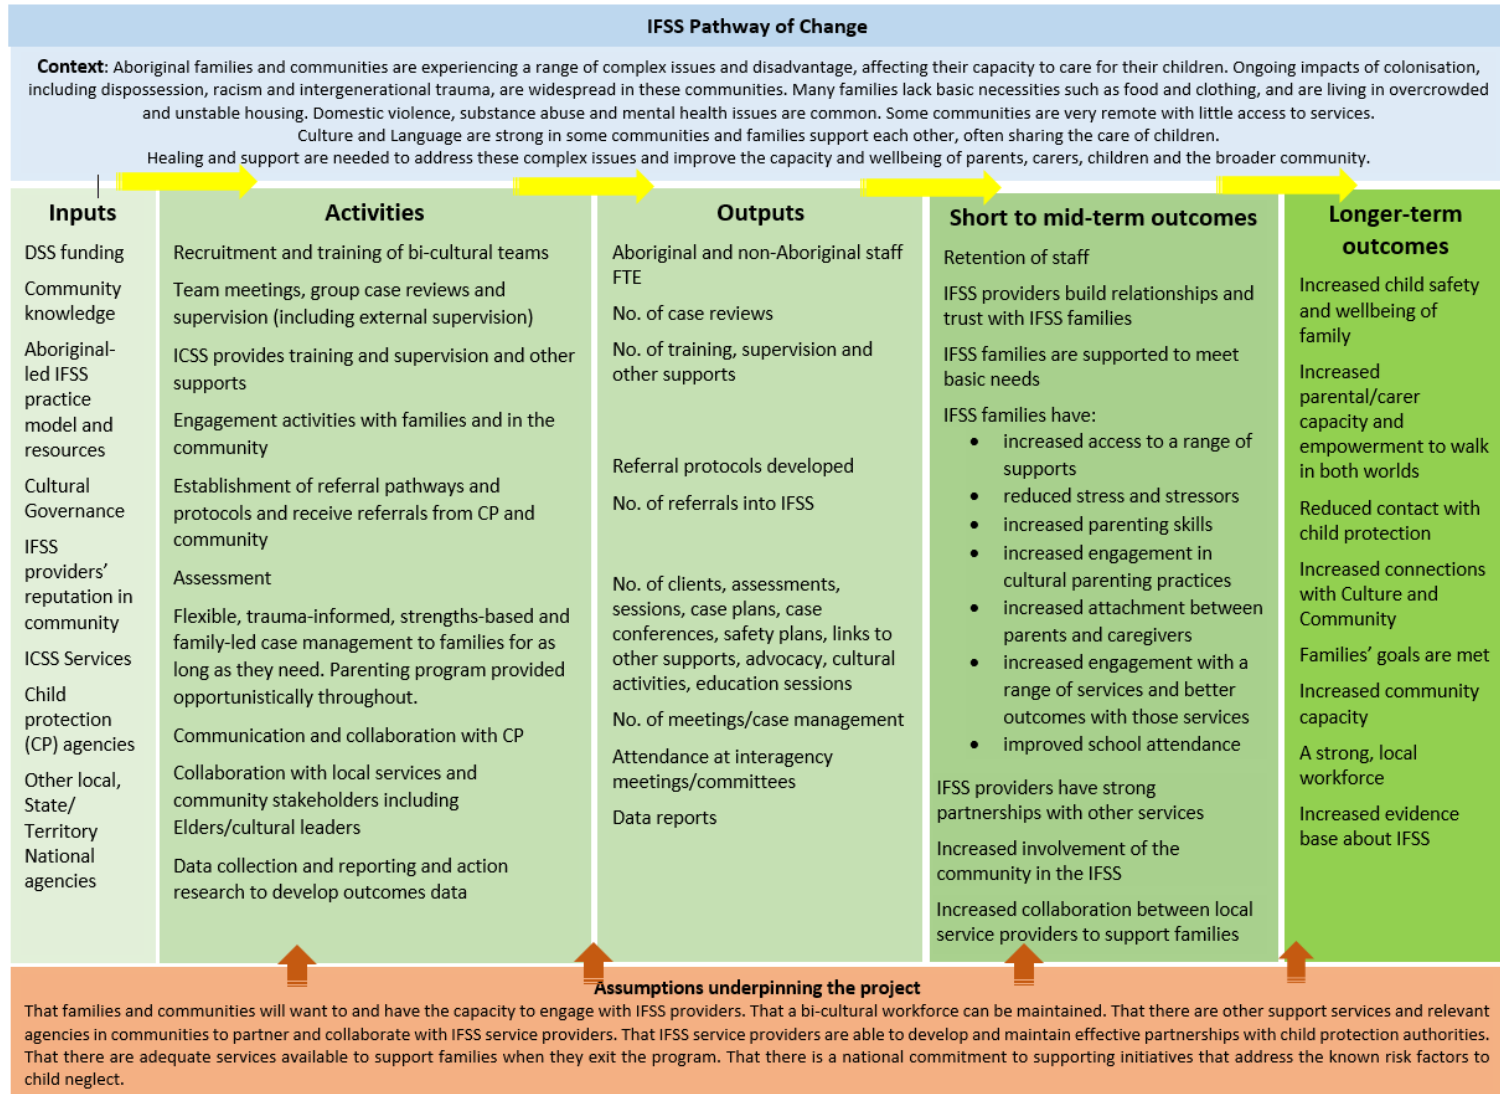 IFSS Pathway of Change
Context: Aboriginal families and communities are experiencing a range of complex issues and disadvantage, affecting their capacity to care for their children. Ongoing impacts of colonisation,
including dispossession, racism and intergenerational trauma, are widespread in these communities. Many families lack basic necessities such as food and clothing, and are living in overcrowded
and unstable housing. Domestic violence, substance abuse and mental health issues are common. Some communities are very remote with little access to services.
Culture and Language are strong in some communities and families support each other, often sharing the care of children.
Healing and support are needed to address these complex issues and improve the capacity and wellbeing of parents, carers, children and the broader community.
Inputs
DSS funding
Community
knowledge
Aboriginal-
led IFSS
practice
model and
resources
Cultural
Governance
IFSS
providers'
reputation in
community
ICSS Services
Child
protection
(CP) agencies
Other local,
State/
Territory
National
agencies
Activities
Recruitment and training of bi-cultural teams
Team meetings, group case reviews and
supervision (including external supervision)
ICSS provides training and supervision and other
supports
Engagement activities with families and in the
community
Establishment of referral pathways and
protocols and receive referrals from CP and
community
Assessment
Flexible, trauma-informed, strengths-based and
family-led case management to families for as
long as they need. Parenting program provided
opportunistically throughout.
Communication and collaboration with CP
Collaboration with local services and
community stakeholders including
Elders/cultural leaders
Data collection and reporting and action
research to develop outcomes data
Outputs
Aboriginal and non-Aboriginal staff
FTE
No. of case reviews
No. of training, supervision and
other supports
Referral protocols developed
No. of referrals into IFSS
No. of clients, assessments,
sessions, case plans, case
conferences, safety plans, links to
other supports, advocacy, cultural
activities, education sessions
No. of meetings/case management
Attendance at interagency
meetings/committees
Data reports
Short to mid-term outcomes
Retention of staff
IFSS providers build relationships and
trust with IFSS families
IFSS families are supported to meet
basic needs
IFSS families have:
• increased access to a range of
supports
• reduced stress and stressors
• increased parenting skills
• increased engagement in
cultural parenting practices
• increased attachment between
parents and caregivers
• increased engagement with a
range of services and better
outcomes with those services
• improved school attendance
IFSS providers have strong
partnerships with other services
Increased involvement of the
community in the IFSS
Increased collaboration between local
service providers to support families
Longer-term
outcomes
Increased child safety
and wellbeing of
family
Increased
parental/carer
capacity and
empowerment to walk
in both worlds
Reduced contact with
child protection
Increased connections
with Culture and
Community
Families' goals are met
Increased community
capacity
A strong, local
workforce
Increased evidence
base about IFSS
Assumptions underpinning the project
That families and communities will want to and have the capacity to engage with IFSS providers. That a bi-cultural workforce can be maintained. That there are other support services and relevant
agencies in communities to partner and collaborate with IFSS service providers. That IFSS service providers are able to develop and maintain effective partnerships with child protection authorities.
That there are adequate services available to support families when they exit the program. That there is a national commitment to supporting initiatives that address the known risk factors to
child neglect.